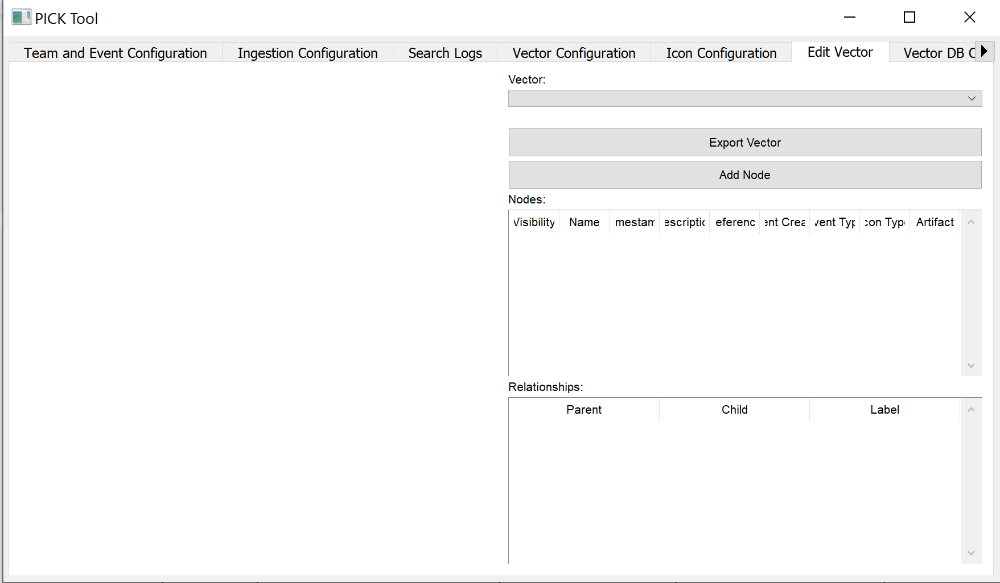 PICK Tool
Team and Event Configuration Ingestion Configuration Search Logs Vector Configuration Icon Configuration Edit Vector Vector DB C
Vector:
Export Vector
Add Node
Nodes:
Visibility Name mestam escriptic eferenc ent Crea vent Typ con Type Artifact
Relationships:
Parent Child Label